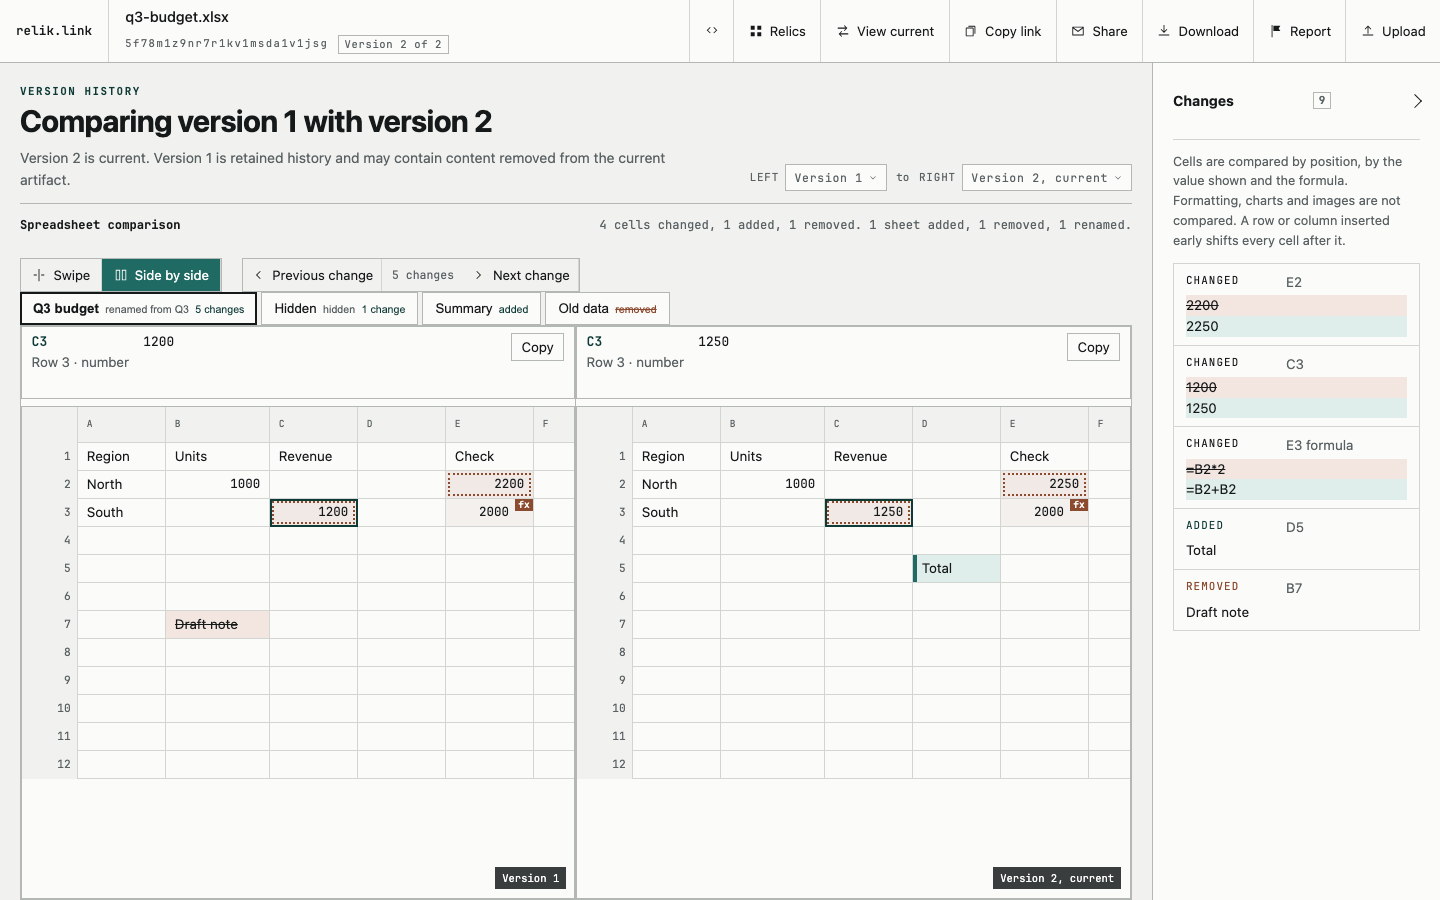 relik.link
q3-budget.xlsx
5f78m1z9nr7r1kv1msda1v1jsg Version 2 of 2
Relics
View current
Copy link
Share
Download
Report
Upload
VERSION HISTORY
Comparing version 1 with version 2
Version 2 is current. Version 1 is retained history and may contain content removed from the current
artifact.
LEFT Version 1 to RIGHT Version 2, current
Spreadsheet comparison
4 cells changed, 1 added, 1 removed. 1 sheet added, 1 removed, 1 renamed.
Swipe Side by side Previous change 5 changes Next change
Q3 budget renamed from Q3 5 changes Hidden hidden 1 change Summary added Old data removed
C3 1200 Copy
Row 3 · number
A B C D E F
1 Region Units Revenue Check
2 North 1000 2200
3 South 1200 2000 fx
4
5
6
7 Draft note
8
9
10
11
12
Version 1
C3 1250 Copy
Row 3 · number
A B C D E F
1 Region Units Revenue Check
2 North 1000 2250
3 South 1250 2000 fx
4
5 Total
6
7
8
9
10
11
12
Version 2, current
Changes 9
Cells are compared by position, by the
value shown and the formula.
Formatting, charts and images are not
compared. A row or column inserted
early shifts every cell after it.
CHANGED E2
2200
2250
CHANGED C3
1200
1250
CHANGED E3 formula
=B2*2
=B2+B2
ADDED D5
Total
REMOVED B7
Draft note